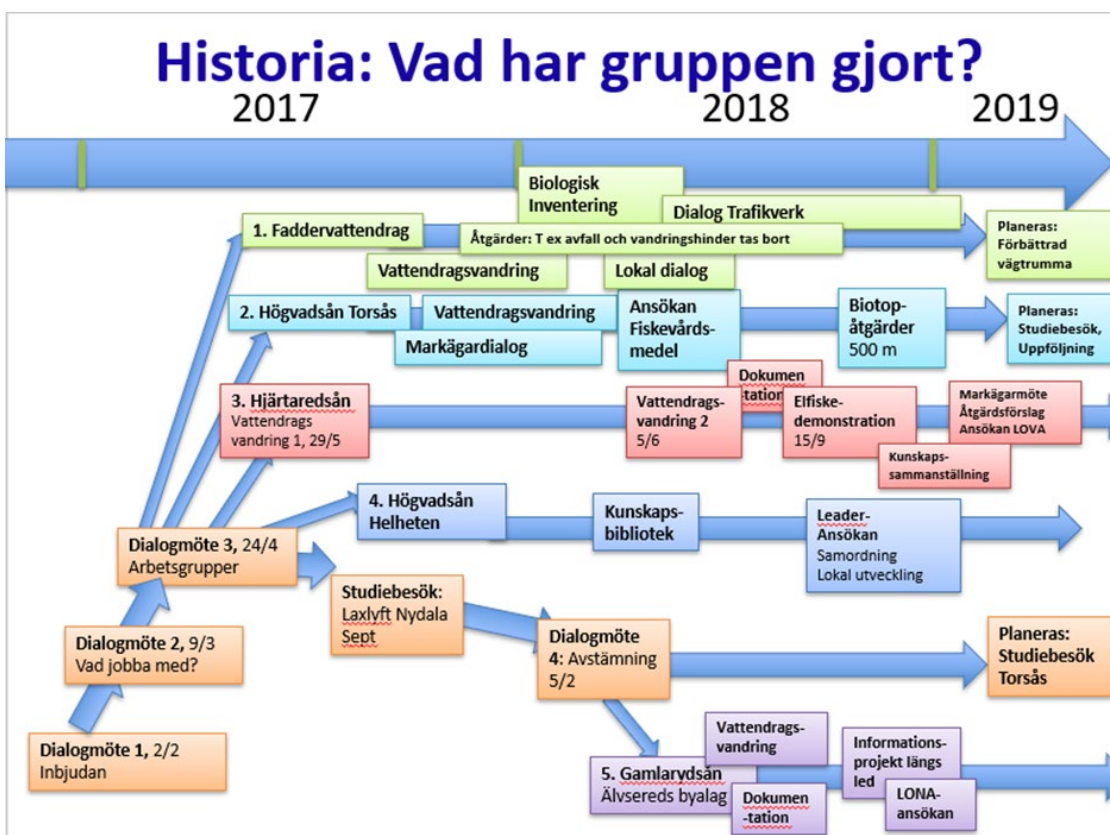 Historia: Vad har gruppen gjort?
2017
2018
2019
Biologisk
Inventering
Dialog Trafikverk
1. Faddervattendrag
Åtgärder: T ex avfall och vandringshinder tas bort
Planeras:
Förbättrad
vägtrumma
Vattendragsvandring
Lokal dialog
2. Högvadsån Torsås
Vattendragsvandring
Markägardialog
Ansökan
Fiskevårds-
medel
Biotop-
åtgärder
500 m
Planeras:
Studiebesök,
Uppföljning
3. Hjärtaredsån
Vattendrags
vandring 1, 29/5
Vattendrags-
vandring 2
5/6
Dokumen
-tation
Elfiske-
demonstration
15/9
Markägarmöte
Åtgärdsförslag
Ansökan LOVA
Kunskaps-
sammanställning
4. Högvadsån
Helheten
Kunskaps-
bibliotek
Leader-
Ansökan
Samordning
Lokal utveckling
Dialogmöte 3, 24/4
Arbetsgrupper
Studiebesök:
Laxlyft Nydala
Sept
Dialogmöte 2, 9/3
Vad jobba med?
Dialogmöte
4: Avstämning
5/2
Planeras:
Studiebesök
Torsås
Dialogmöte 1, 2/2
Inbjudan
5. Gamlarydsån
Älvsereds byalag
Vattendrags-
vandring
Dokumen
-tation
Informations-
projekt längs
led
LONA-
ansökan